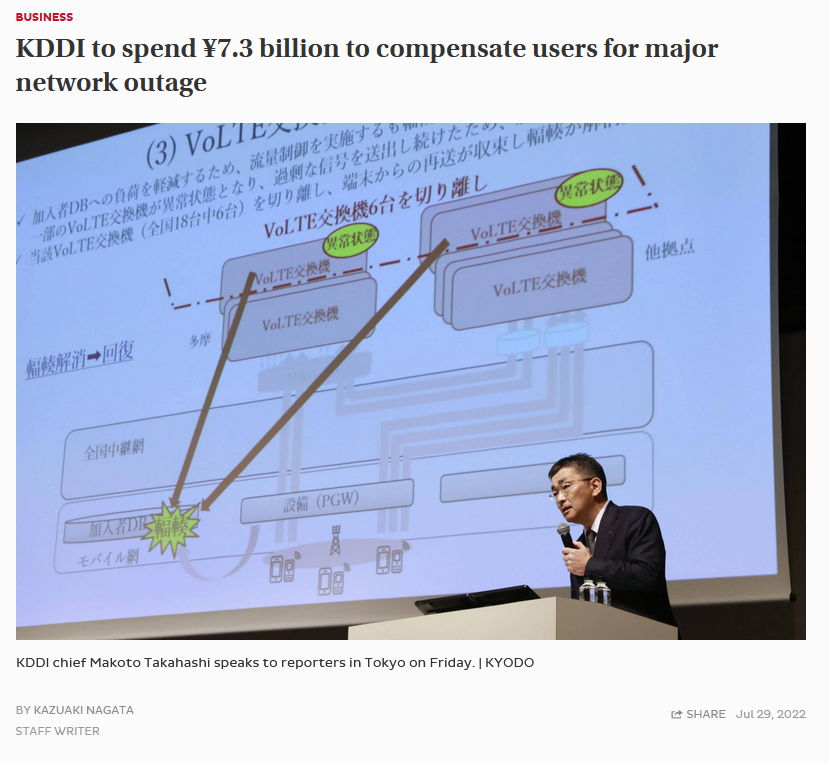 BUSINESS
KDDI to spend ¥7.3 billion to compensate users for major
network outage
(3) VoLTE交換
✓ 加入者DBへの負荷を軽減するため、流量制御を実施するも輻輳
一部のVoLTE交換機が異常状態となり、過剰な信号を送出し続けたため、
✓ 当該VoLTE交換機（全国18台中6台）を切り離し、端末からの再送が収束し輻輳が解消
VoLTE交換機6台を切り離し
異常状態
異常状態
VoLTE交換機
VoLTE交換機
VoLTE交換機
VoLTE交換機
他拠点
多摩
輻輳解消➡回復
全国中継網
設備（PGW）
加入者DB
輻輳
モバイル網
KDDI chief Makoto Takahashi speaks to reporters in Tokyo on Friday. | KYODO
BY KAZUAKI NAGATA
STAFF WRITER
SHARE Jul 29, 2022